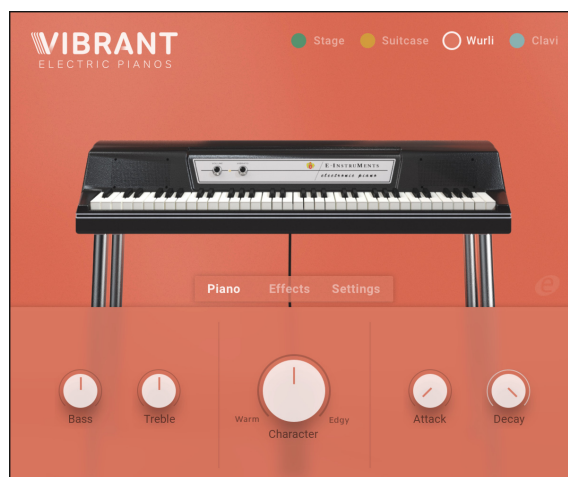 VIBRANT
ELECTRIC PIANOS
Stage Suitcase Wurli Clavi
E-INSTRUMENTS
electronic piano
Piano Effects Settings
Bass Treble Warm Edgy Attack Decay
Character